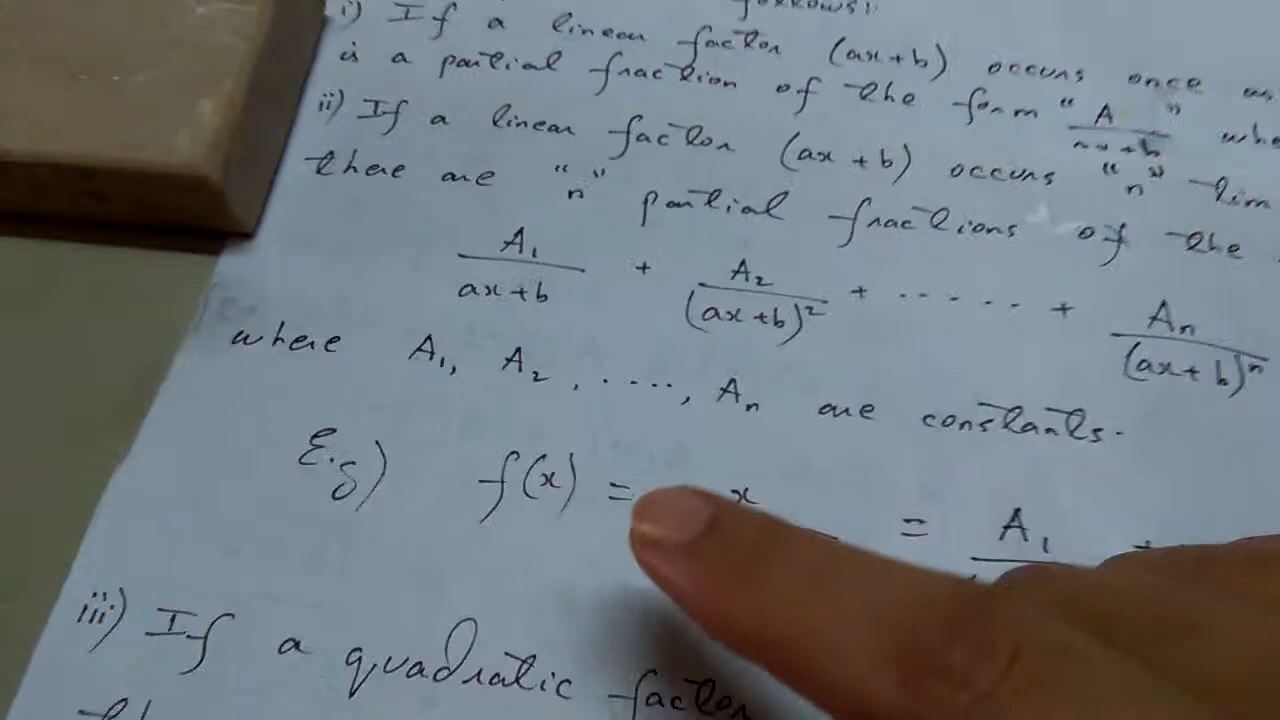 i) If a linear factor (ax+b) occurs once as
is a partial fraction of the form "A/ax+b"
ii) If a linear factor (ax+b) occurs "n"
there are "n" partial fractions of the
A₁/ax+b + A₂/(ax+b)² + ..... + Aₙ/(ax+b)ⁿ
where A₁, A₂, ....., Aₙ are constants.
E.g) f(x) = x = A₁ +
iii) If a quadratic factor